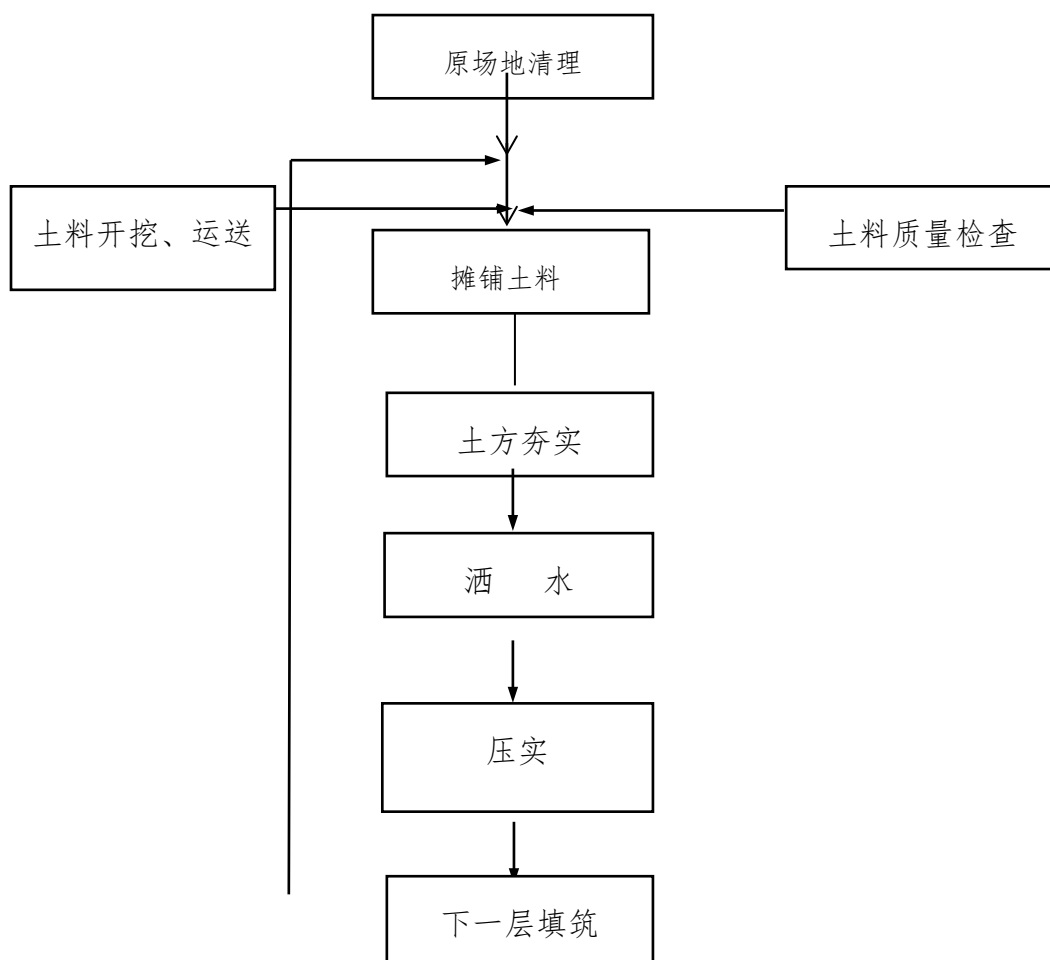 原场地清理
土料开挖、运送
土料质量检查
摊铺土料
土方夯实
洒 水
压实
下一层填筑